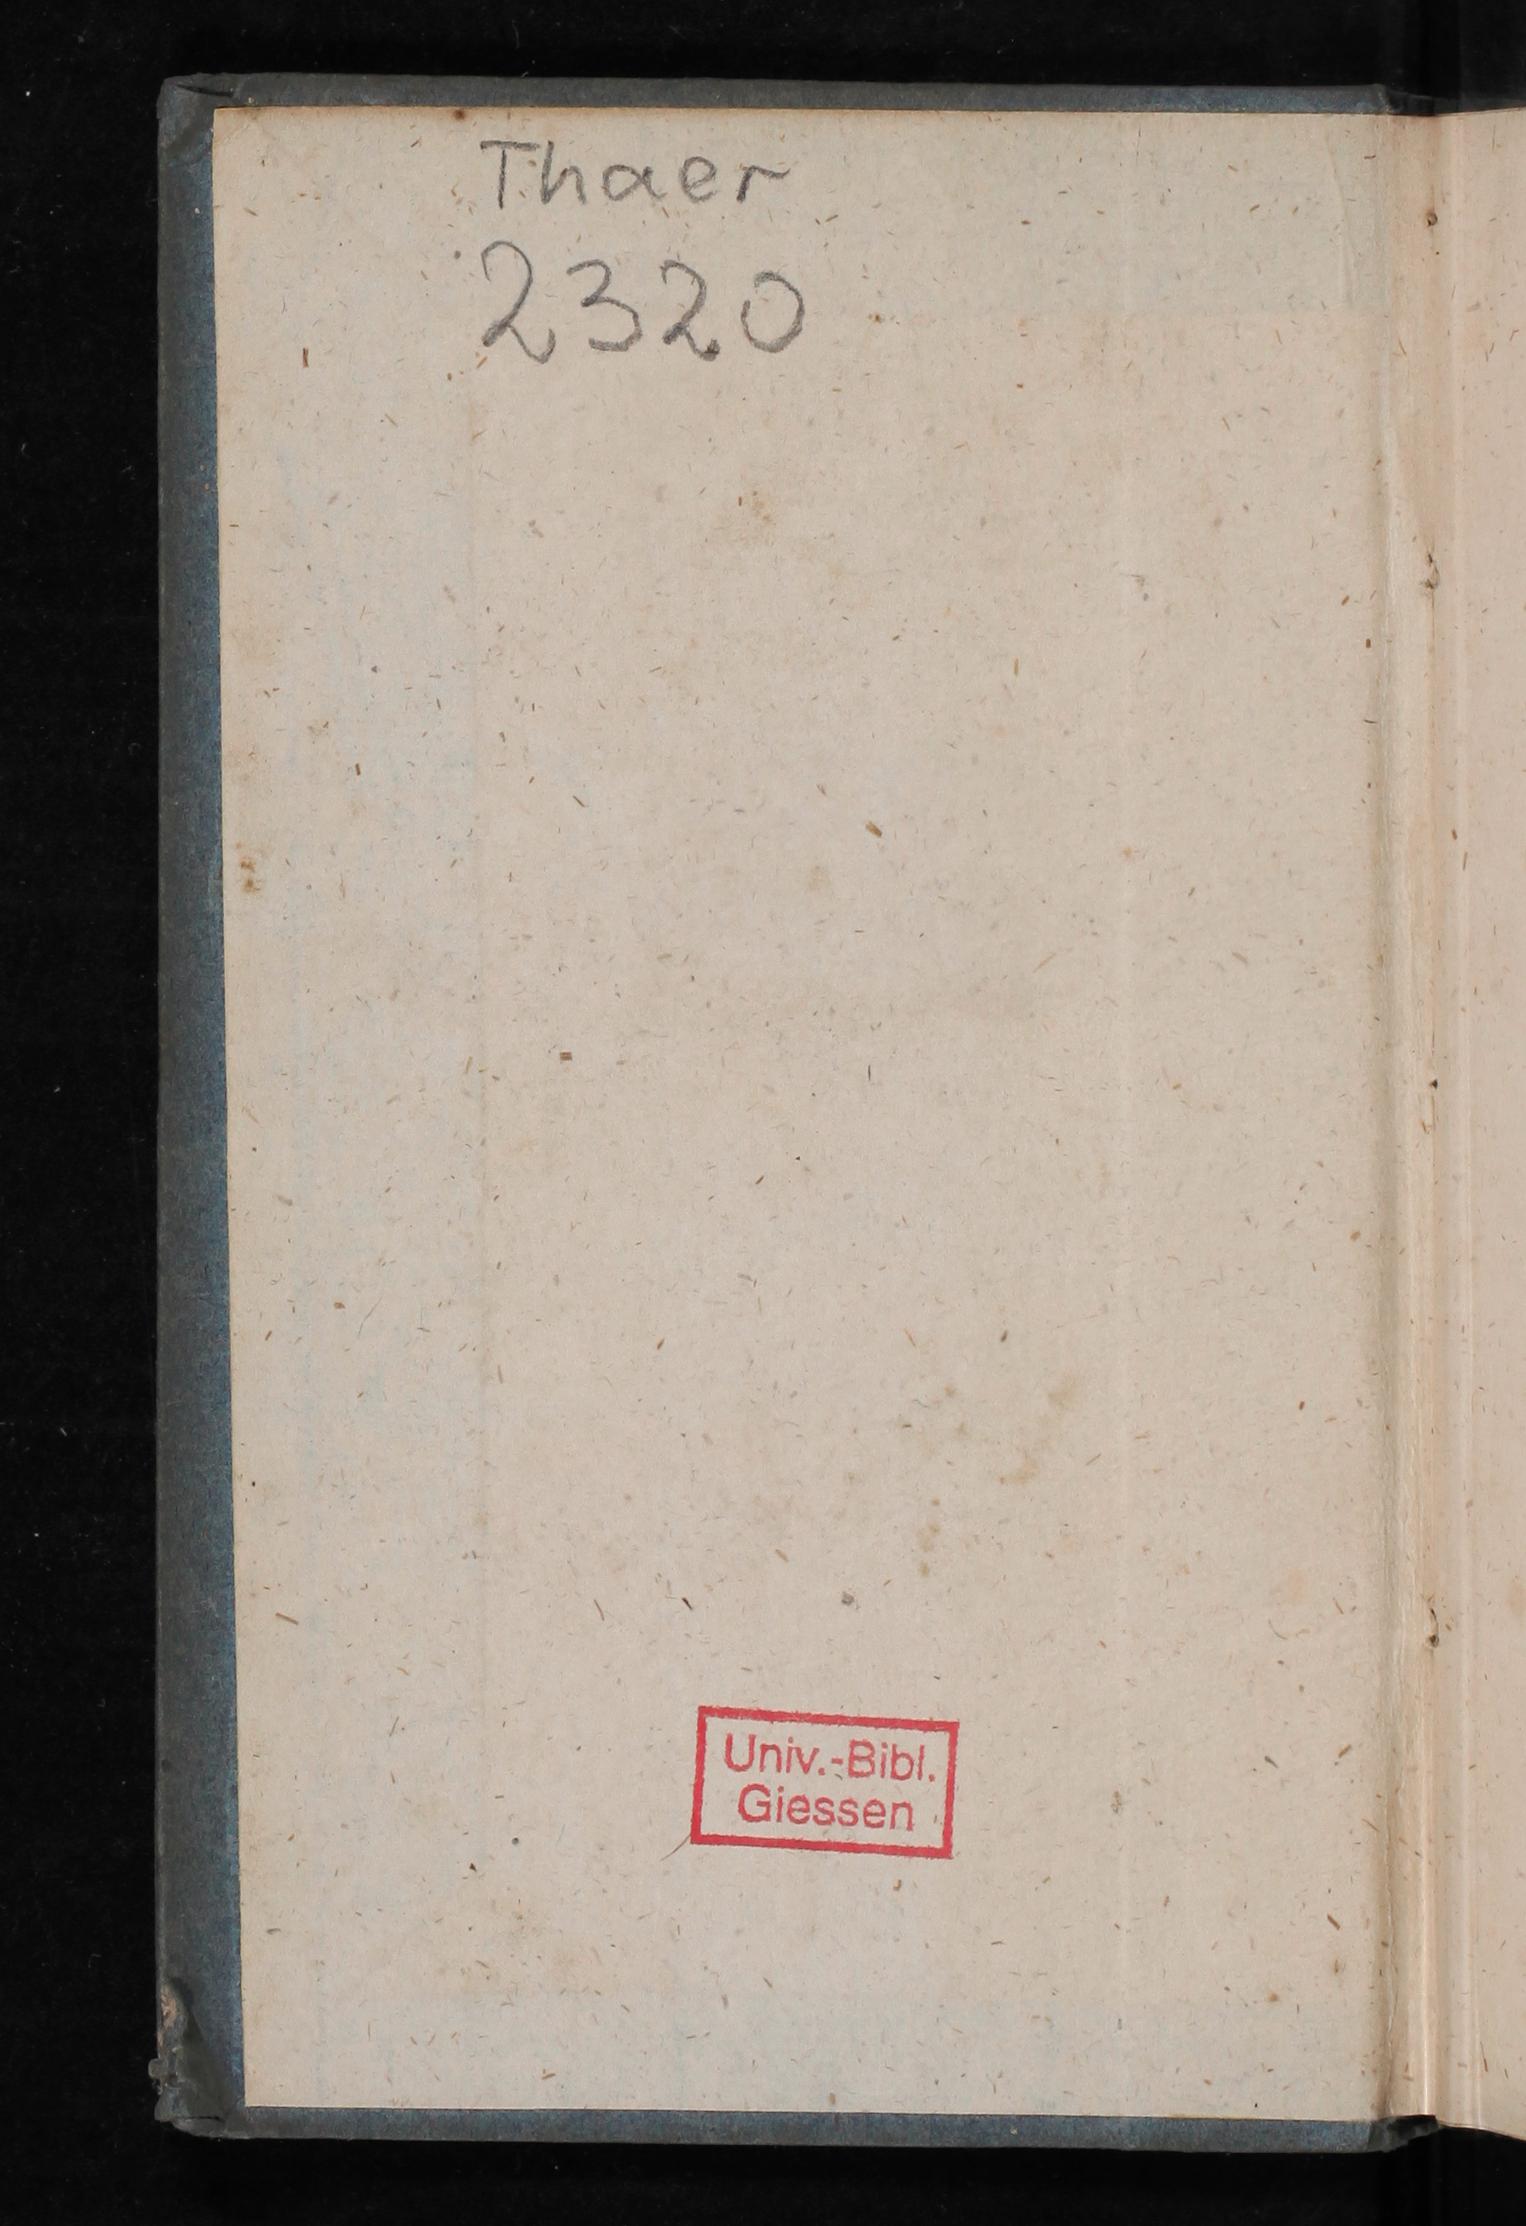 Thaer
2320
Univ.-Bibl.
Giessen